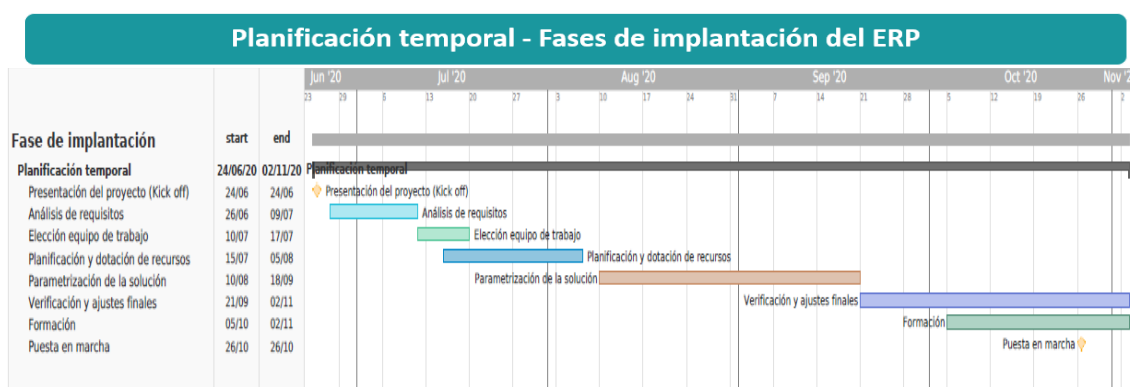 Planificación temporal - Fases de implantación del ERP
Jun '20 Jul '20 Aug '20 Sep '20 Oct '20 Nov '2
23 29 6 13 20 27 3 10 17 24 31 7 14 21 28 5 12 19 26 2
Fase de implantación start end
Planificación temporal 24/06/20 02/11/20 Planificación temporal
Presentación del proyecto (Kick off) 24/06 24/06 Presentación del proyecto (Kick off)
Análisis de requisitos 26/06 09/07 Análisis de requisitos
Elección equipo de trabajo 10/07 17/07 Elección equipo de trabajo
Planificación y dotación de recursos 15/07 05/08 Planificación y dotación de recursos
Parametrización de la solución 10/08 18/09 Parametrización de la solución
Verificación y ajustes finales 21/09 02/11 Verificación y ajustes finales
Formación 05/10 02/11 Formación
Puesta en marcha 26/10 26/10 Puesta en marcha